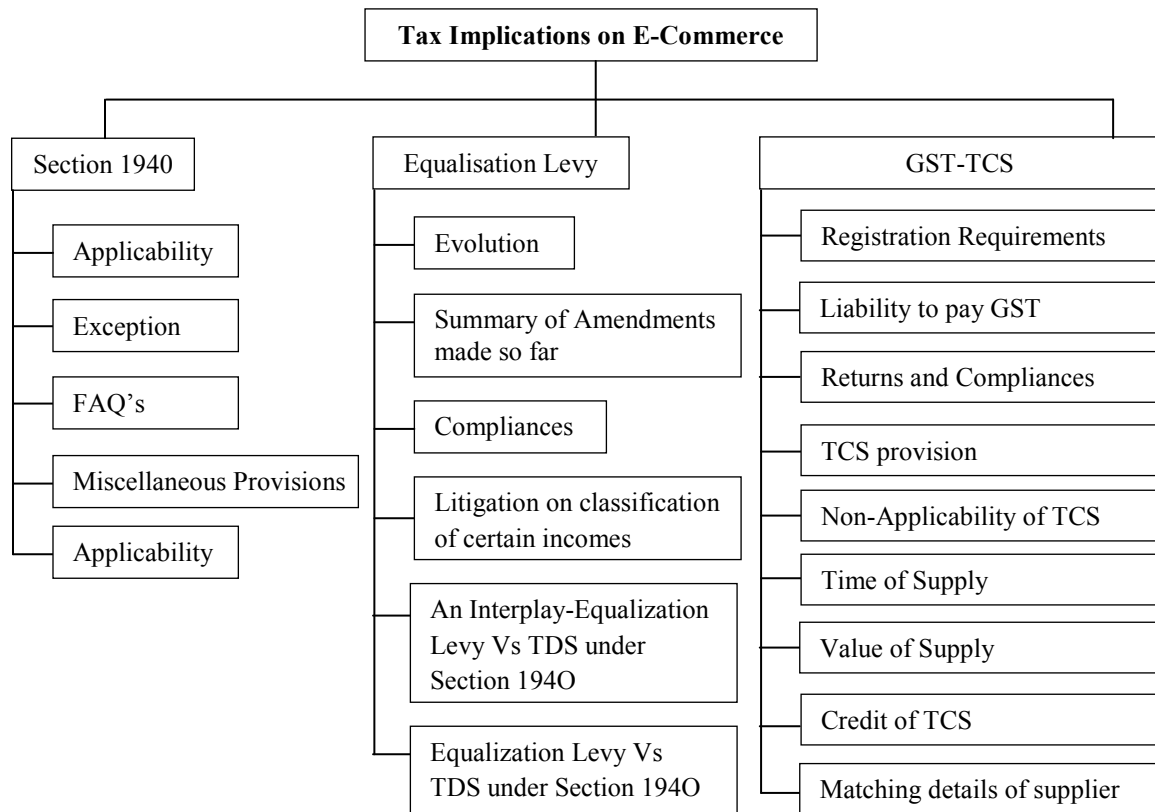 Tax Implications on E-Commerce
Section 1940
Applicability
Exception
FAQ's
Miscellaneous Provisions
Applicability
Equalisation Levy
Evolution
Summary of Amendments
made so far
Compliances
Litigation on classification
of certain incomes
An Interplay-Equalization
Levy Vs TDS under
Section 194O
Equalization Levy Vs
TDS under Section 194O
GST-TCS
Registration Requirements
Liability to pay GST
Returns and Compliances
TCS provision
Non-Applicability of TCS
Time of Supply
Value of Supply
Credit of TCS
Matching details of supplier